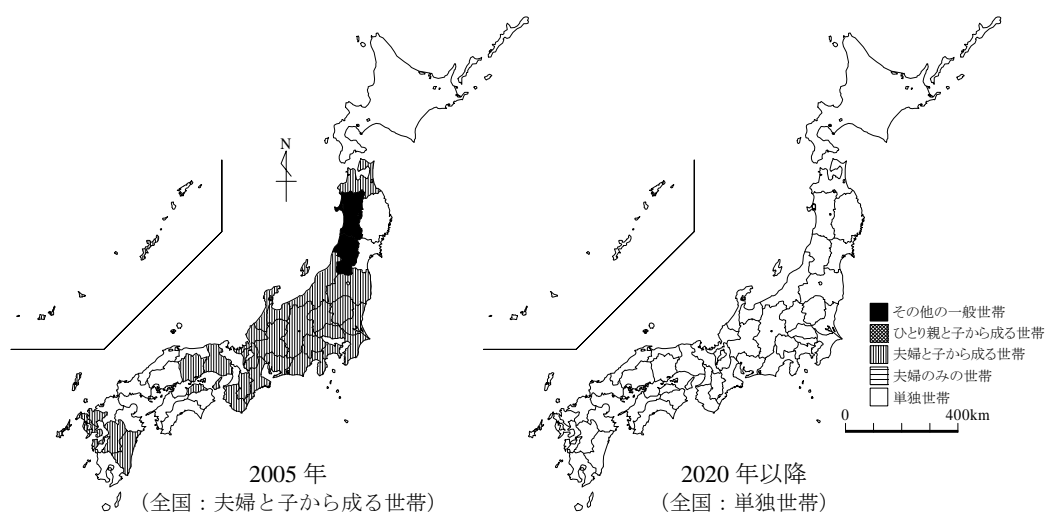 N
その他の一般世帯
ひとり親と子から成る世帯
夫婦と子から成る世帯
夫婦のみの世帯
単独世帯
0 400km
2005 年
(全国：夫婦と子から成る世帯)
2020 年以降
(全国：単独世帯)